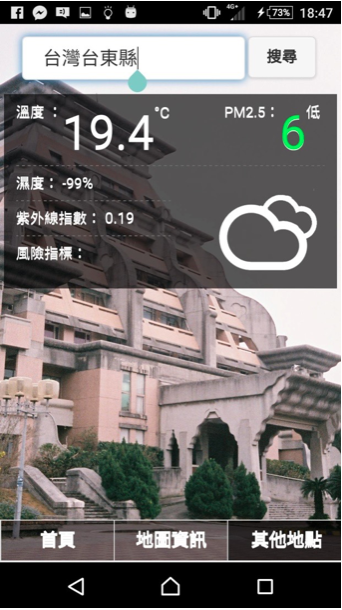 4G+ 73% 18:47
台灣台東縣 搜尋
溫度： 19.4 °C PM2.5： 6 低
濕度： -99%
紫外線指數： 0.19
風險指標：
首頁 地圖資訊 其他地點